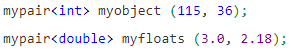 mypair<int> myobject (115, 36);
mypair<double> myfloats (3.0, 2.18);